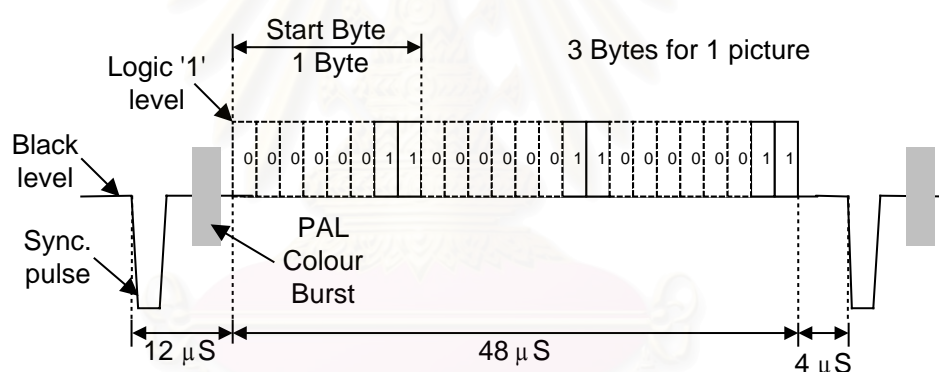 Start Byte
1 Byte
3 Bytes for 1 picture
Logic '1'
level
Black
level
0 0 0 0 0 0 1 1 0 0 0 0 0 0 1 1 0 0 0 0 0 0 1 1
Sync.
pulse
PAL
Colour
Burst
12 μS
48 μS
4 μS